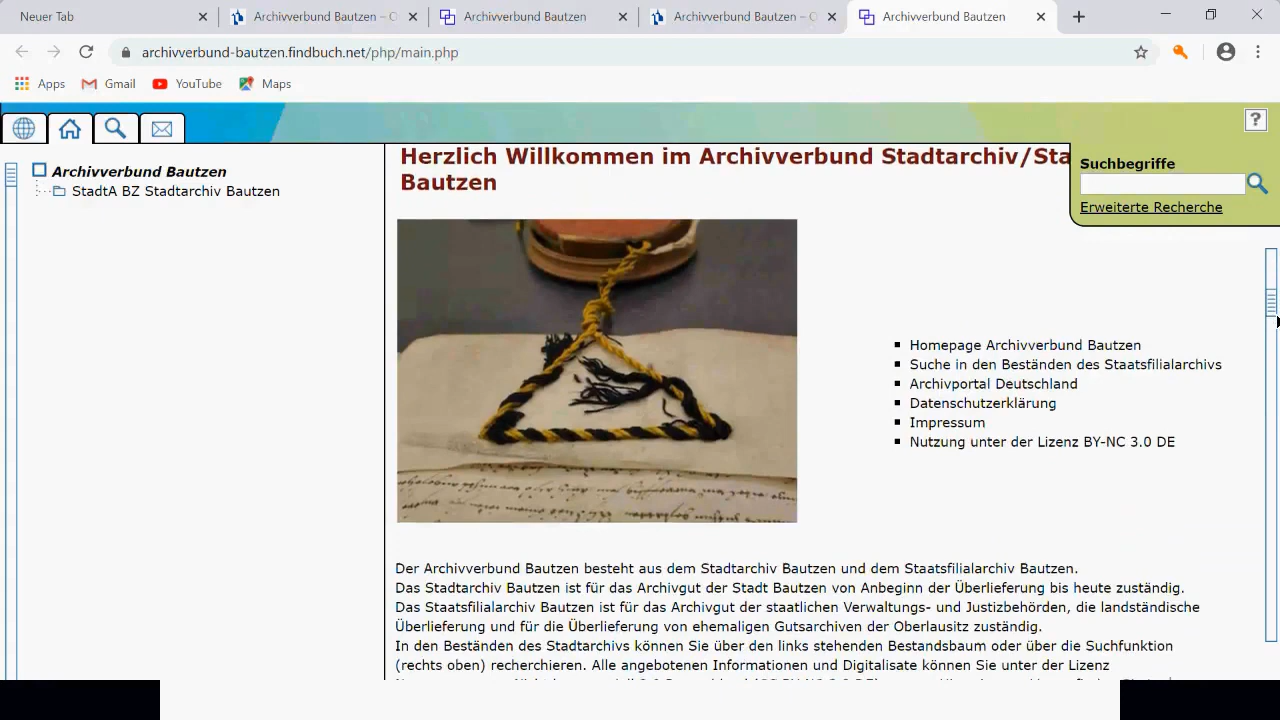 Neuer Tab
Archivverbund Bautzen – O
Archivverbund Bautzen
Archivverbund Bautzen – O
Archivverbund Bautzen
archivverbund-bautzen.findbuch.net/php/main.php
Apps
Gmail
YouTube
Maps
?
Herzlich Willkommen im Archivverbund Stadtarchiv/Sta
Bautzen
Suchbegriffe
Erweiterte Recherche
Archivverbund Bautzen
StadtA BZ Stadtarchiv Bautzen
Homepage Archivverbund Bautzen
Suche in den Beständen des Staatsfilialarchivs
Archivportal Deutschland
Datenschutzerklärung
Impressum
Nutzung unter der Lizenz BY-NC 3.0 DE
Der Archivverbund Bautzen besteht aus dem Stadtarchiv Bautzen und dem Staatsfilialarchiv Bautzen.
Das Stadtarchiv Bautzen ist für das Archivgut der Stadt Bautzen von Anbeginn der Überlieferung bis heute zuständig.
Das Staatsfilialarchiv Bautzen ist für das Archivgut der staatlichen Verwaltungs- und Justizbehörden, die landständische
Überlieferung und für die Überlieferung von ehemaligen Gutsarchiven der Oberlausitz zuständig.
In den Beständen des Stadtarchivs können Sie über den links stehenden Bestandsbaum oder über die Suchfunktion
(rechts oben) recherchieren. Alle angebotenen Informationen und Digitalisate können Sie unter der Lizenz